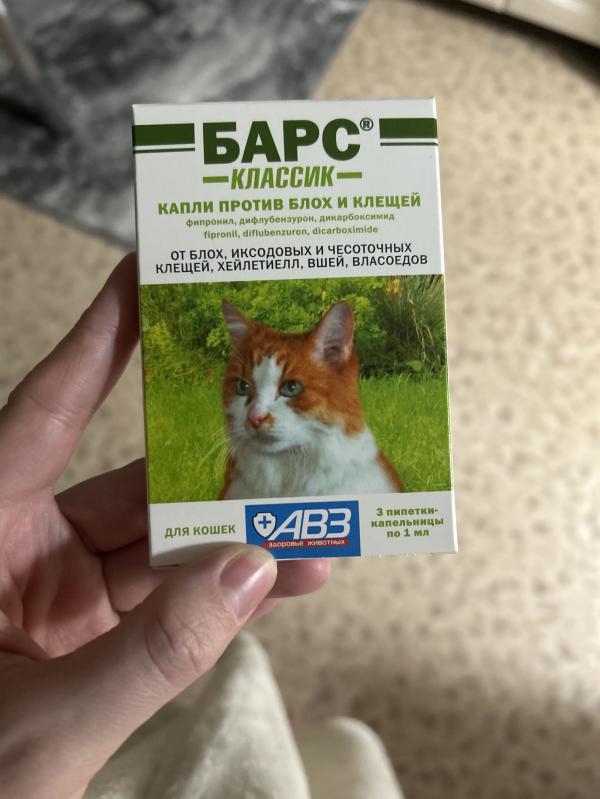 БАРС®
КЛАССИК
КАПЛИ ПРОТИВ БЛОХ И КЛЕЩЕЙ
фипронил, дифлубензурон, дикарбоксимид
fipronil, diflubenzuron, dicarboximide
ОТ БЛОХ, ИКСОДОВЫХ И ЧЕСОТОЧНЫХ
КЛЕЩЕЙ, ХЕЙЛЕТИЕЛЛ, ВШЕЙ, ВЛАСОЕДОВ
ДЛЯ КОШЕК
АВЗ
здоровье животных
3 пипетки-
капельницы
по 1 мл